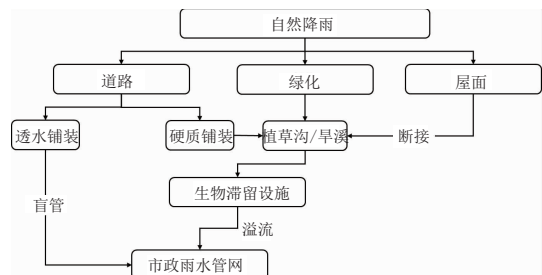 自然降雨
道路
绿化
屋面
透水铺装
硬质铺装
植草沟/旱溪
断接
生物滞留设施
盲管
溢流
市政雨水管网